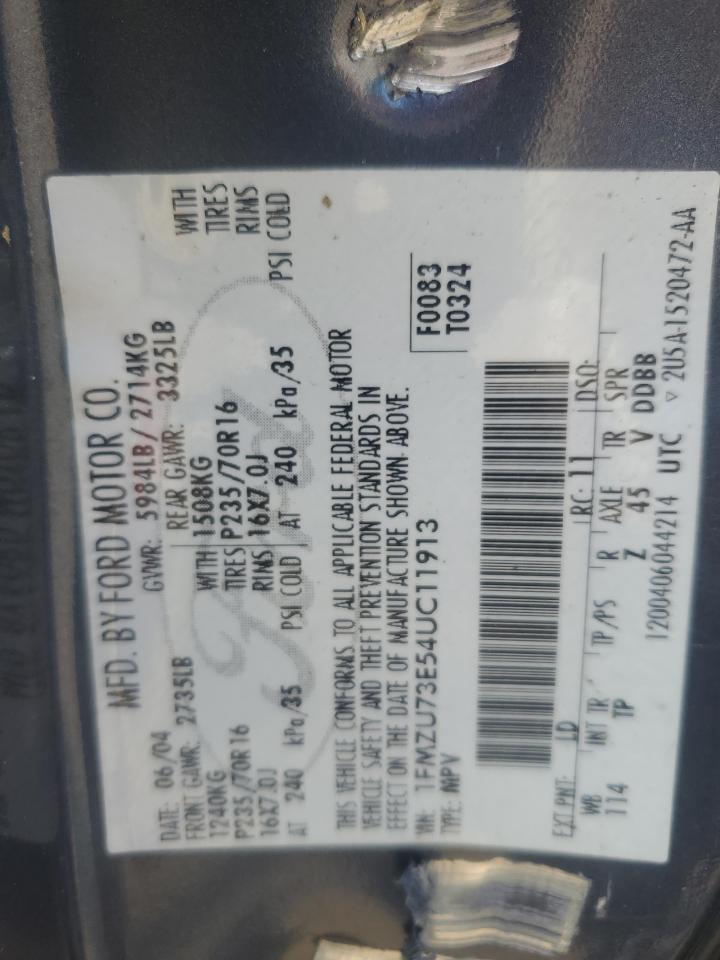 MFD. BY FORD MOTOR CO.
DATE: 06/04 GVWR: 5984LB / 2714KG
FRONT GAWR: 2735LB REAR GAWR: 3325LB
1240KG WITH 1508KG WITH
P235/70R16 TIRES P235/70R16 TIRES
16X7.0J RIMS 16X7.0J RIMS
AT 240 kPa/35 PSI COLD AT 240 kPa/35 PSI COLD
THIS VEHICLE CONFORMS TO ALL APPLICABLE FEDERAL MOTOR
VEHICLE SAFETY AND THEFT PREVENTION STANDARDS IN
EFFECT ON THE DATE OF MANUFACTURE SHOWN ABOVE.
VIN: 1FMZU73E54UC11913
TYPE: MPV
F0083
T0324
EXT PNT: LD RC: 11 DSO:
WB INT TR TP/PS R AXLE TR SPR
114 TP Z 45 V DDBB
1200406044214 UTC ▽ 2U5A-1520472-AA